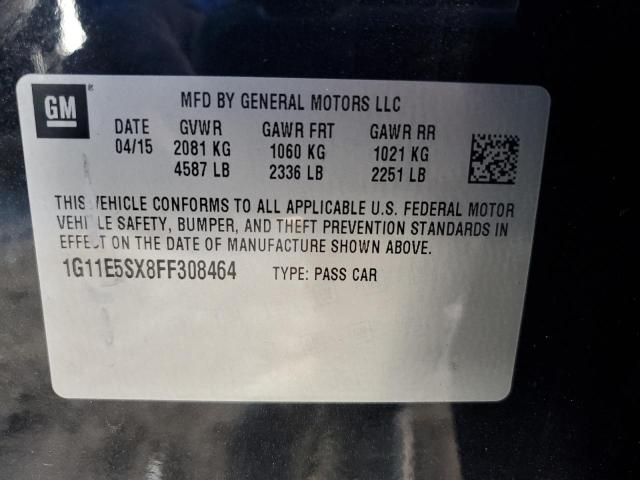 GM
MFD BY GENERAL MOTORS LLC
DATE GVWR GAWR FRT GAWR RR
04/15 2081 KG 1060 KG 1021 KG
4587 LB 2336 LB 2251 LB
THIS VEHICLE CONFORMS TO ALL APPLICABLE U.S. FEDERAL MOTOR
VEHICLE SAFETY, BUMPER, AND THEFT PREVENTION STANDARDS IN
EFFECT ON THE DATE OF MANUFACTURE SHOWN ABOVE.
1G11E5SX8FF308464 TYPE: PASS CAR